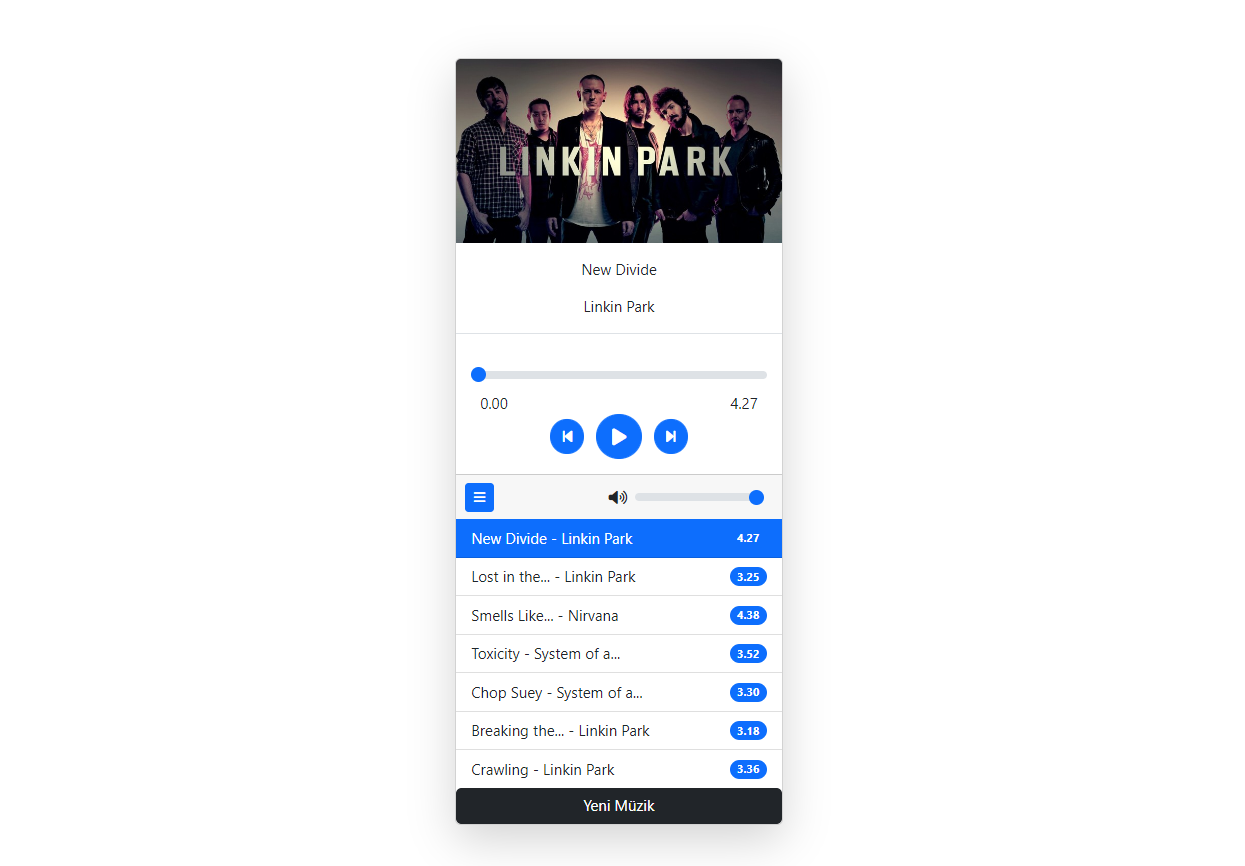 LINKIN PARK
New Divide
Linkin Park
0.00 4.27
New Divide - Linkin Park 4.27
Lost in the... - Linkin Park 3.25
Smells Like... - Nirvana 4.38
Toxicity - System of a... 3.52
Chop Suey - System of a... 3.30
Breaking the... - Linkin Park 3.18
Crawling - Linkin Park 3.36
Yeni Müzik